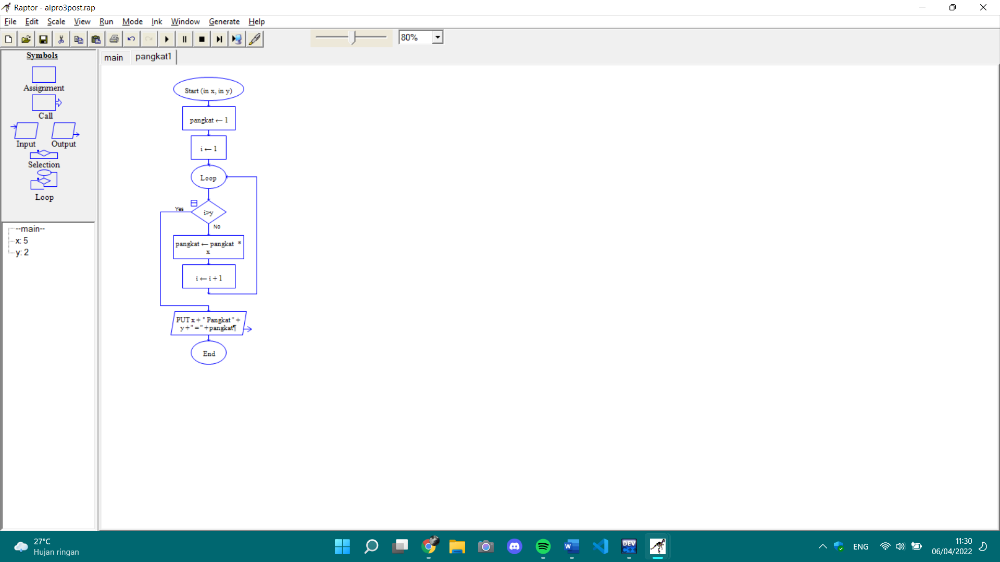 Raptor - alpro3post.rap
File Edit Scale View Run Mode Ink Window Generate Help
80%
Symbols
Assignment
Call
Input Output
Selection
Loop
--main--
x: 5
y: 2
main pangkat1
Start (in x, in y)
pangkat ← 1
i ← 1
Loop
Yes
i>y
No
pangkat ← pangkat *
x
i ← i + 1
PUT x + " Pangkat " +
y +" = " +pangkat¶
End
27°C
Hujan ringan
W
DEV
C++
ENG
11:30
06/04/2022